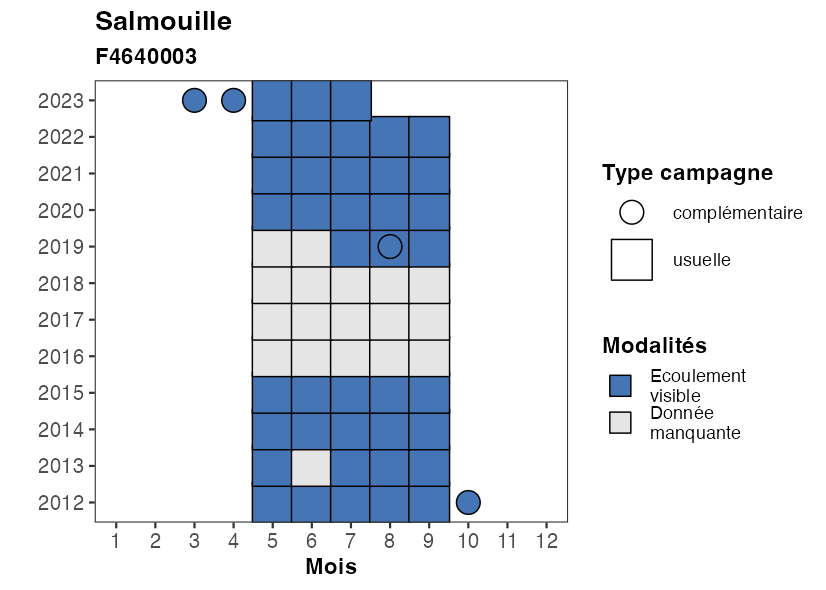 Salmouille
F4640003
2023
2022
2021
2020
2019
2018
2017
2016
2015
2014
2013
2012
1 2 3 4 5 6 7 8 9 10 11 12
Mois
Type campagne
complémentaire
usuelle
Modalités
Ecoulement
visible
Donnée
manquante